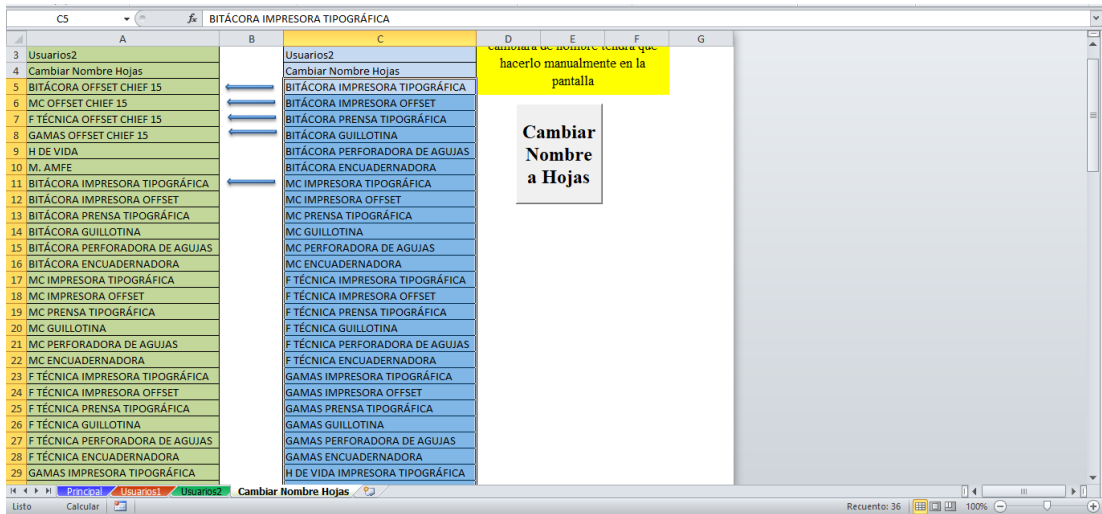 C5 fx BITÁCORA IMPRESORA TIPOGRÁFICA
A B C D E F G
3 Usuarios2 Usuarios2
cambiara de nombre tendrá que
4 Cambiar Nombre Hojas Cambiar Nombre Hojas hacerlo manualmente en la
5 BITÁCORA OFFSET CHIEF 15 BITÁCORA IMPRESORA TIPOGRÁFICA pantalla
6 MC OFFSET CHIEF 15 BITÁCORA IMPRESORA OFFSET
7 F TÉCNICA OFFSET CHIEF 15 BITÁCORA PRENSA TIPOGRÁFICA
8 GAMAS OFFSET CHIEF 15 BITÁCORA GUILLOTINA Cambiar
9 H DE VIDA BITÁCORA PERFORADORA DE AGUJAS Nombre
10 M. AMFE BITÁCORA ENCUADERNADORA a Hojas
11 BITÁCORA IMPRESORA TIPOGRÁFICA MC IMPRESORA TIPOGRÁFICA
12 BITÁCORA IMPRESORA OFFSET MC IMPRESORA OFFSET
13 BITÁCORA PRENSA TIPOGRÁFICA MC PRENSA TIPOGRÁFICA
14 BITÁCORA GUILLOTINA MC GUILLOTINA
15 BITÁCORA PERFORADORA DE AGUJAS MC PERFORADORA DE AGUJAS
16 BITÁCORA ENCUADERNADORA MC ENCUADERNADORA
17 MC IMPRESORA TIPOGRÁFICA F TÉCNICA IMPRESORA TIPOGRÁFICA
18 MC IMPRESORA OFFSET F TÉCNICA IMPRESORA OFFSET
19 MC PRENSA TIPOGRÁFICA F TÉCNICA PRENSA TIPOGRÁFICA
20 MC GUILLOTINA F TÉCNICA GUILLOTINA
21 MC PERFORADORA DE AGUJAS F TÉCNICA PERFORADORA DE AGUJAS
22 MC ENCUADERNADORA F TÉCNICA ENCUADERNADORA
23 F TÉCNICA IMPRESORA TIPOGRÁFICA GAMAS IMPRESORA TIPOGRÁFICA
24 F TÉCNICA IMPRESORA OFFSET GAMAS IMPRESORA OFFSET
25 F TÉCNICA PRENSA TIPOGRÁFICA GAMAS PRENSA TIPOGRÁFICA
26 F TÉCNICA GUILLOTINA GAMAS GUILLOTINA
27 F TÉCNICA PERFORADORA DE AGUJAS GAMAS PERFORADORA DE AGUJAS
28 F TÉCNICA ENCUADERNADORA GAMAS ENCUADERNADORA
29 GAMAS IMPRESORA TIPOGRÁFICA H DE VIDA IMPRESORA TIPOGRÁFICA
Principal Usuarios1 Usuarios2 Cambiar Nombre Hojas
Listo Calcular Recuento: 36 100%